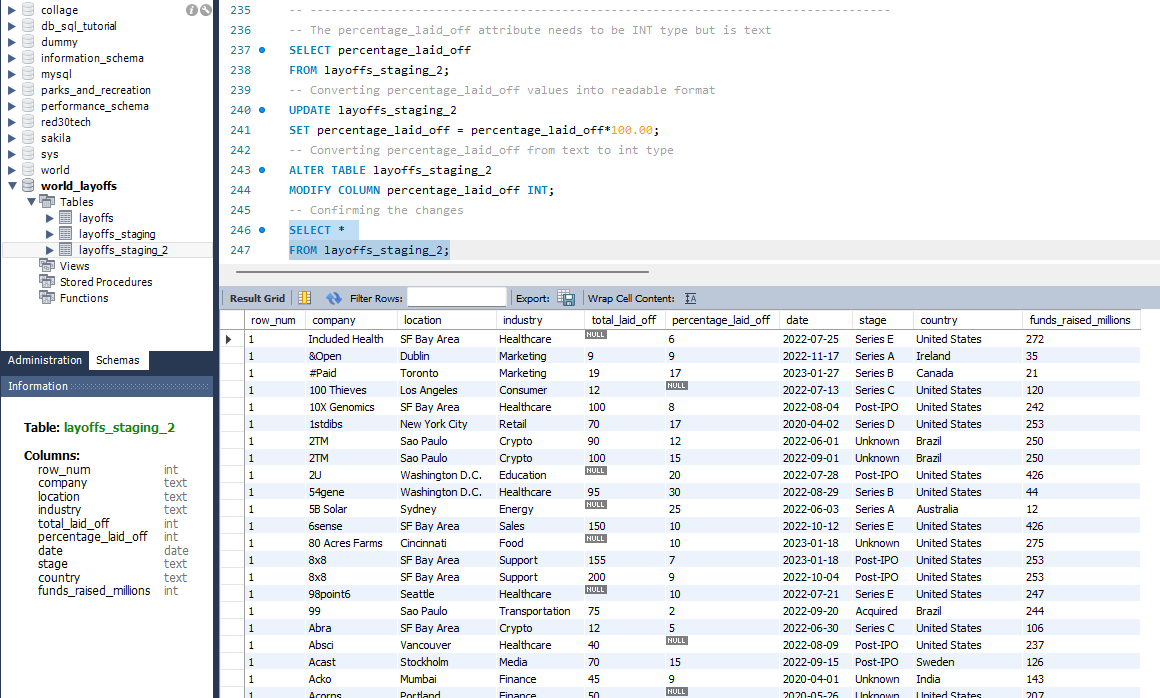 collage
db_sql_tutorial
dummy
information_schema
mysql
parks_and_recreation
performance_schema
red30tech
sakila
sys
world
world_layoffs
Tables
layoffs
layoffs_staging
layoffs_staging_2
Views
Stored Procedures
Functions
Administration Schemas
Information
Table: layoffs_staging_2
Columns:
row_num int
company text
location text
industry text
total_laid_off int
percentage_laid_off int
date date
stage text
country text
funds_raised_millions int
235 -- -----------------------------------------------------------------------------------
236 -- The percentage_laid_off attribute needs to be INT type but is text
237 SELECT percentage_laid_off
238 FROM layoffs_staging_2;
239 -- Converting percentage_laid_off values into readable format
240 UPDATE layoffs_staging_2
241 SET percentage_laid_off = percentage_laid_off*100.00;
242 -- Converting percentage_laid_off from text to int type
243 ALTER TABLE layoffs_staging_2
244 MODIFY COLUMN percentage_laid_off INT;
245 -- Confirming the changes
246 SELECT *
247 FROM layoffs_staging_2;
Result Grid Filter Rows: Export: Wrap Cell Content: IA
row_num company location industry total_laid_off percentage_laid_off date stage country funds_raised_millions
1 Included Health SF Bay Area Healthcare NULL 6 2022-07-25 Series E United States 272
1 &Open Dublin Marketing 9 9 2022-11-17 Series A Ireland 35
1 #Paid Toronto Marketing 19 17 2023-01-27 Series B Canada 21
1 100 Thieves Los Angeles Consumer 12 NULL 2022-07-13 Series C United States 120
1 10X Genomics SF Bay Area Healthcare 100 8 2022-08-04 Post-IPO United States 242
1 1stdibs New York City Retail 70 17 2020-04-02 Series D United States 253
1 2TM Sao Paulo Crypto 90 12 2022-06-01 Unknown Brazil 250
1 2TM Sao Paulo Crypto 100 15 2022-09-01 Unknown Brazil 250
1 2U Washington D.C. Education NULL 20 2022-07-28 Post-IPO United States 426
1 54gene Washington D.C. Healthcare 95 30 2022-08-29 Series B United States 44
1 5B Solar Sydney Energy NULL 25 2022-06-03 Series A Australia 12
1 6sense SF Bay Area Sales 150 10 2022-10-12 Series E United States 426
1 80 Acres Farms Cincinnati Food NULL 10 2023-01-18 Unknown United States 275
1 8x8 SF Bay Area Support 155 7 2023-01-18 Post-IPO United States 253
1 8x8 SF Bay Area Support 200 9 2022-10-04 Post-IPO United States 253
1 98point6 Seattle Healthcare NULL 10 2022-07-21 Series E United States 247
1 99 Sao Paulo Transportation 75 2 2022-09-20 Acquired Brazil 244
1 Abra SF Bay Area Crypto 12 5 2022-06-30 Series C United States 106
1 Absci Vancouver Healthcare 40 NULL 2022-08-09 Post-IPO United States 237
1 Acast Stockholm Media 70 15 2022-09-15 Post-IPO Sweden 126
1 Acko Mumbai Finance 45 9 2020-04-01 Unknown India 143
1 Acorns Portland Finance 50 NULL 2020-05-26 Unknown United States 207